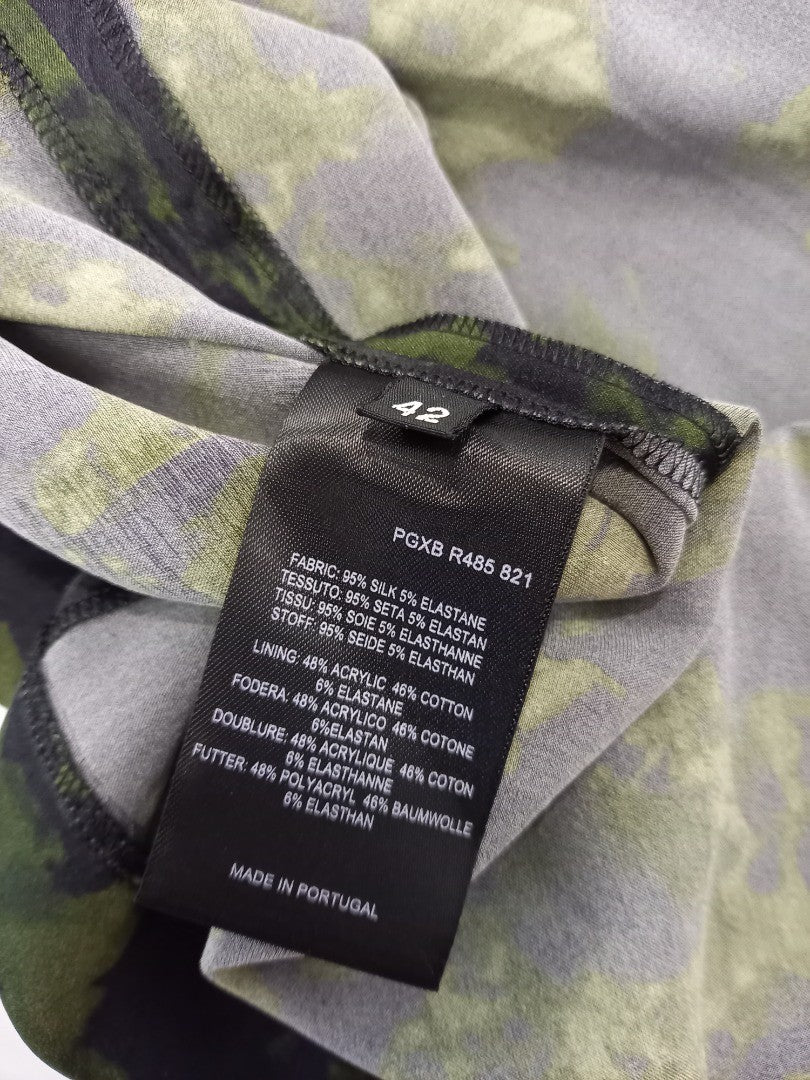 42
PGXB R485 821
FABRIC: 95% SILK 5% ELASTANE
TESSUTO: 95% SETA 5% ELASTAN
TISSU: 95% SOIE 5% ELASTHANNE
STOFF: 95% SEIDE 5% ELASTHAN
LINING: 48% ACRYLIC 46% COTTON
6% ELASTANE
FODERA: 48% ACRYLICO 46% COTONE
6%ELASTAN
DOUBLURE: 48% ACRYLIQUE 46% COTON
6% ELASTHANNE
FUTTER: 48% POLYACRYL 46% BAUMWOLLE
6% ELASTHAN
MADE IN PORTUGAL